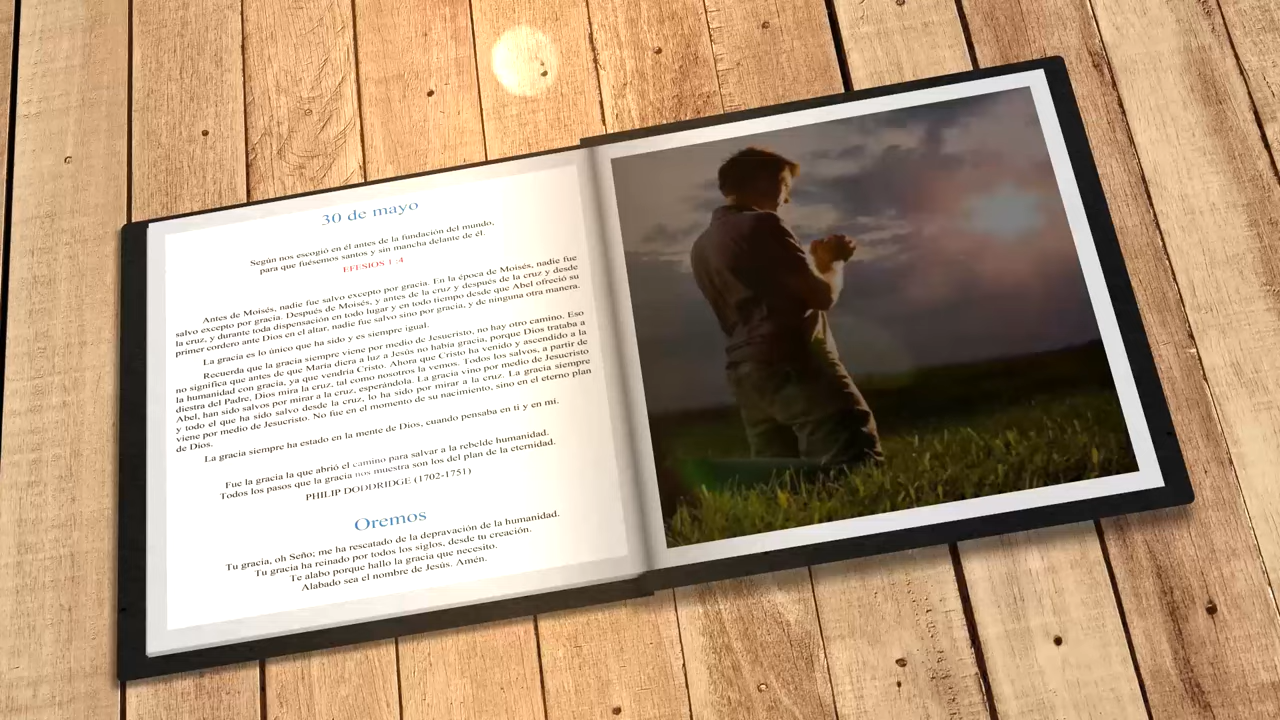 30 de mayo
Según nos escogió en él antes de la fundación del mundo,
para que fuésemos santos y sin mancha delante de él.
EFESIOS 1:4
Antes de Moisés, nadie fue salvo excepto por gracia. En la época de Moisés, nadie fue
salvo excepto por gracia. Después de Moisés, y antes de la cruz y después de la cruz y desde
la cruz, y durante toda dispensación en todo lugar y en todo tiempo desde que Abel ofreció su
primer cordero ante Dios en el altar, nadie fue salvo sino por gracia, y de ninguna otra manera.
La gracia es lo único que ha sido y es siempre igual.
Recuerda que la gracia siempre viene por medio de Jesucristo, no hay otro camino. Eso
no significa que antes de que María diera a luz a Jesús no había gracia, porque Dios trataba a
la humanidad con gracia, ya que vendría Cristo. Ahora que Cristo ha venido y ascendido a la
diestra del Padre, Dios mira la cruz, tal como nosotros la vemos. Todos los salvos, a partir de
Abel, han sido salvos por mirar a la cruz, esperándola. La gracia vino por medio de Jesucristo
y todo el que ha sido salvo desde la cruz, lo ha sido por mirar a la cruz. La gracia siempre
viene por medio de Jesucristo. No fue en el momento de su nacimiento, sino en el eterno plan
de Dios.
La gracia siempre ha estado en la mente de Dios, cuando pensaba en ti y en mí.
Fue la gracia la que abrió el camino para salvar a la rebelde humanidad.
Todos los pasos que la gracia nos muestra son los del plan de la eternidad.
PHILIP DODDRIDGE (1702-1751)
Oremos
Tu gracia, oh Seño; me ha rescatado de la depravación de la humanidad.
Tu gracia ha reinado por todos los siglos, desde tu creación.
Te alabo porque hallo la gracia que necesito.
Alabado sea el nombre de Jesús. Amén.